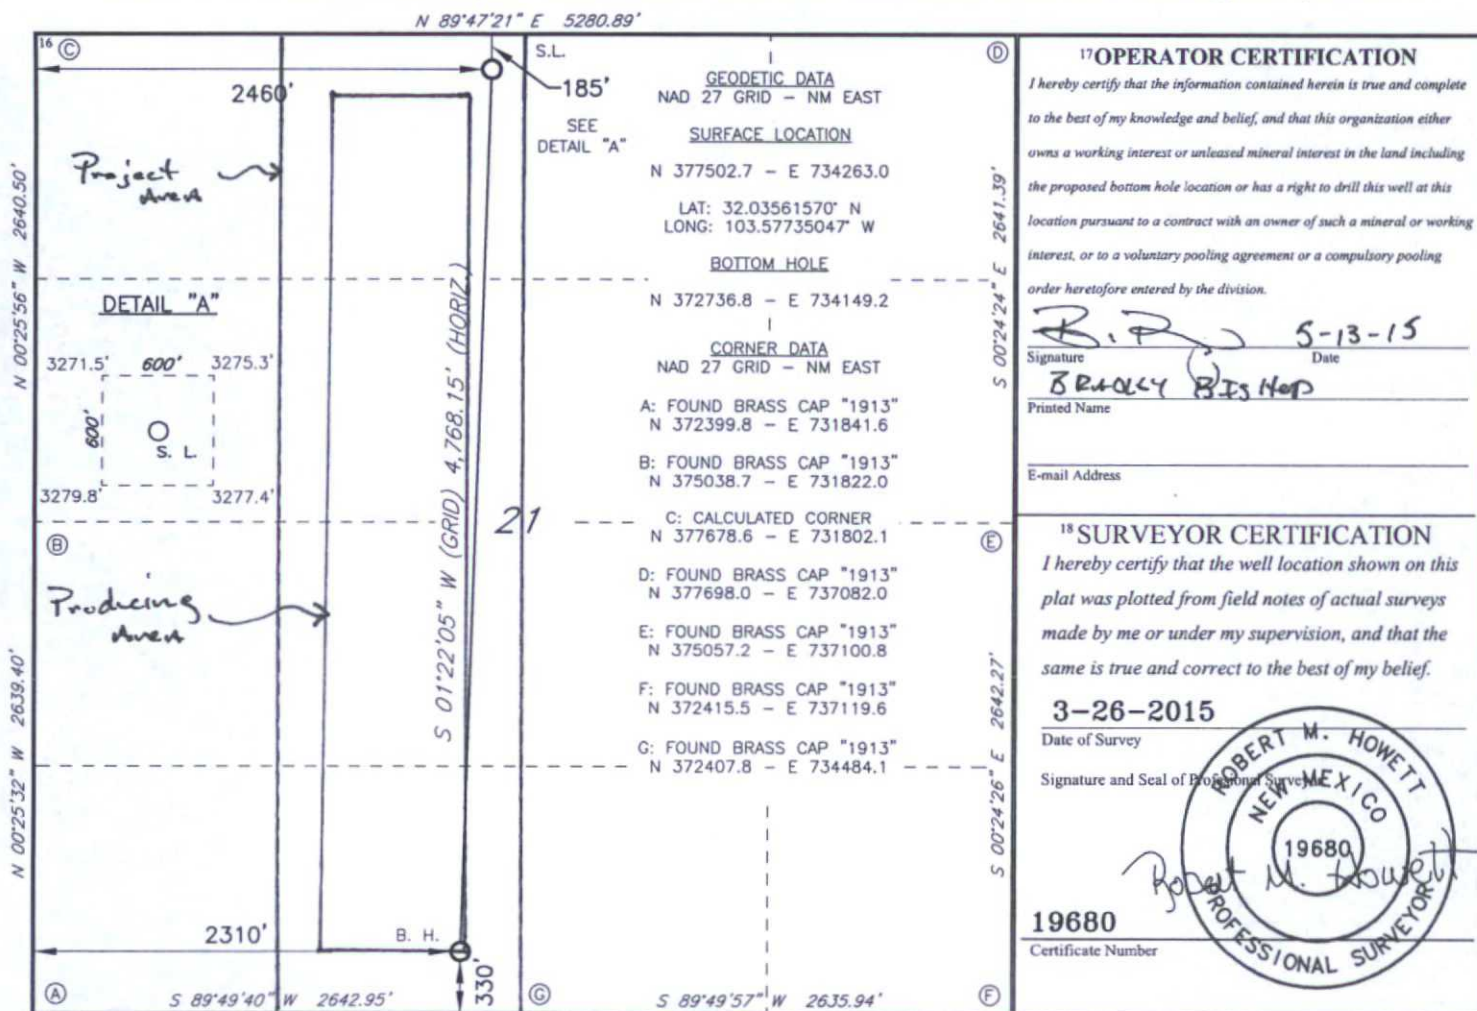 N 89°47'21" E 5280.89'
16 C
S.L.
D
2460'
185'
SEE
DETAIL "A"
Project
Area
N 00°25'56" W 2640.50'
DETAIL "A"
3271.5' 600' 3275.3'
600'
S. L.
3279.8' 3277.4'
B
Producing
Area
N 00°25'32" W 2639.40'
S 01°22'05" W (GRID) 4,768.15' (HORIZ.)
21
2310'
B. H.
330'
A
S 89°49'40" W 2642.95'
G
S 89°49'57" W 2635.94'
F
GEODETIC DATA
NAD 27 GRID - NM EAST
SURFACE LOCATION
N 377502.7 - E 734263.0
LAT: 32.03561570° N
LONG: 103.57735047° W
BOTTOM HOLE
N 372736.8 - E 734149.2
CORNER DATA
NAD 27 GRID - NM EAST
A: FOUND BRASS CAP "1913"
N 372399.8 - E 731841.6
B: FOUND BRASS CAP "1913"
N 375038.7 - E 731822.0
C: CALCULATED CORNER
N 377678.6 - E 731802.1
D: FOUND BRASS CAP "1913"
N 377698.0 - E 737082.0
E: FOUND BRASS CAP "1913"
N 375057.2 - E 737100.8
F: FOUND BRASS CAP "1913"
N 372415.5 - E 737119.6
G: FOUND BRASS CAP "1913"
N 372407.8 - E 734484.1
S 00°24'24" E 2641.39'
E
S 00°24'26" E 2642.27'
17 OPERATOR CERTIFICATION
I hereby certify that the information contained herein is true and complete
to the best of my knowledge and belief, and that this organization either
owns a working interest or unleased mineral interest in the land including
the proposed bottom hole location or has a right to drill this well at this
location pursuant to a contract with an owner of such a mineral or working
interest, or to a voluntary pooling agreement or a compulsory pooling
order heretofore entered by the division.
5-13-15
Signature Date
BRADLEY BISHOP
Printed Name
E-mail Address
18 SURVEYOR CERTIFICATION
I hereby certify that the well location shown on this
plat was plotted from field notes of actual surveys
made by me or under my supervision, and that the
same is true and correct to the best of my belief.
3-26-2015
Date of Survey
Signature and Seal of Professional Surveyor
ROBERT M. HOWETT
NEW MEXICO
19680
PROFESSIONAL SURVEYOR
Robert M. Howett
19680
Certificate Number